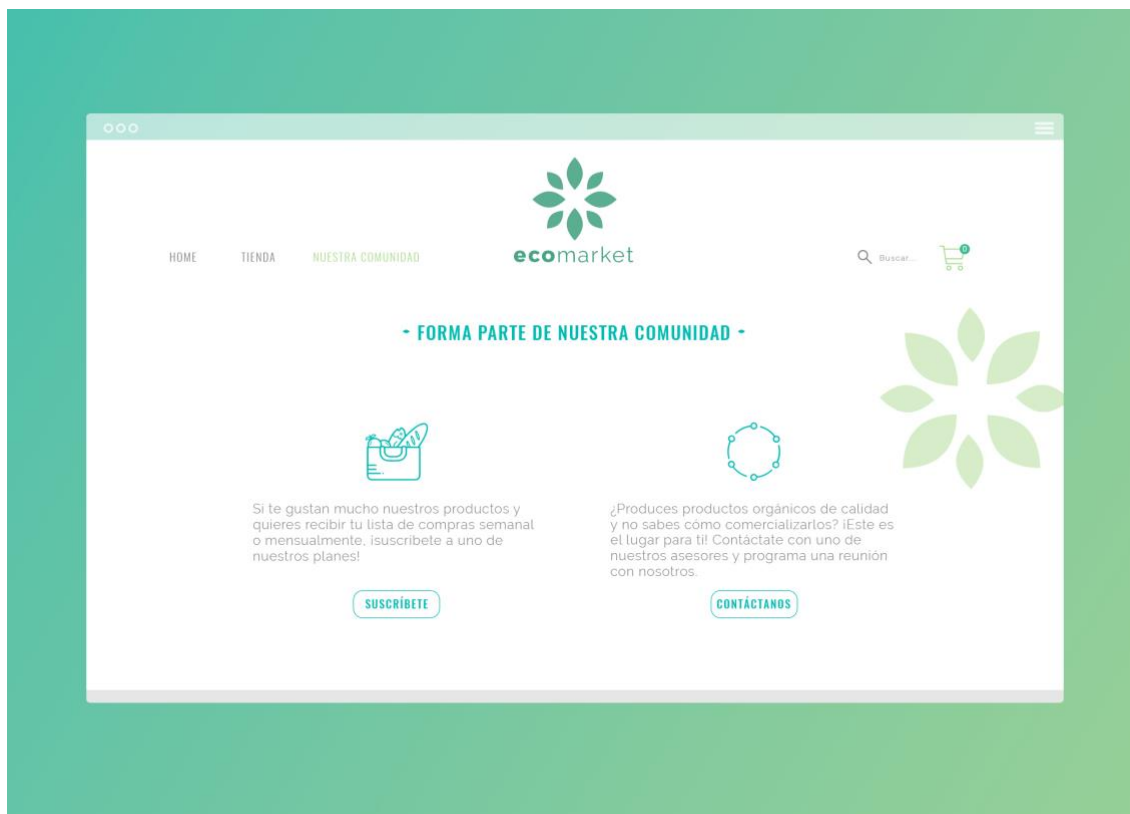 ecomarket
HOME TIENDA NUESTRA COMUNIDAD
Buscar...
0
- FORMA PARTE DE NUESTRA COMUNIDAD -
Si te gustan mucho nuestros productos y
quieres recibir tu lista de compras semanal
o mensualmente, ¡suscríbete a uno de
nuestros planes!
SUSCRÍBETE
¿Produces productos orgánicos de calidad
y no sabes cómo comercializarlos? ¡Este es
el lugar para ti! Contáctate con uno de
nuestros asesores y programa una reunión
con nosotros.
CONTÁCTANOS